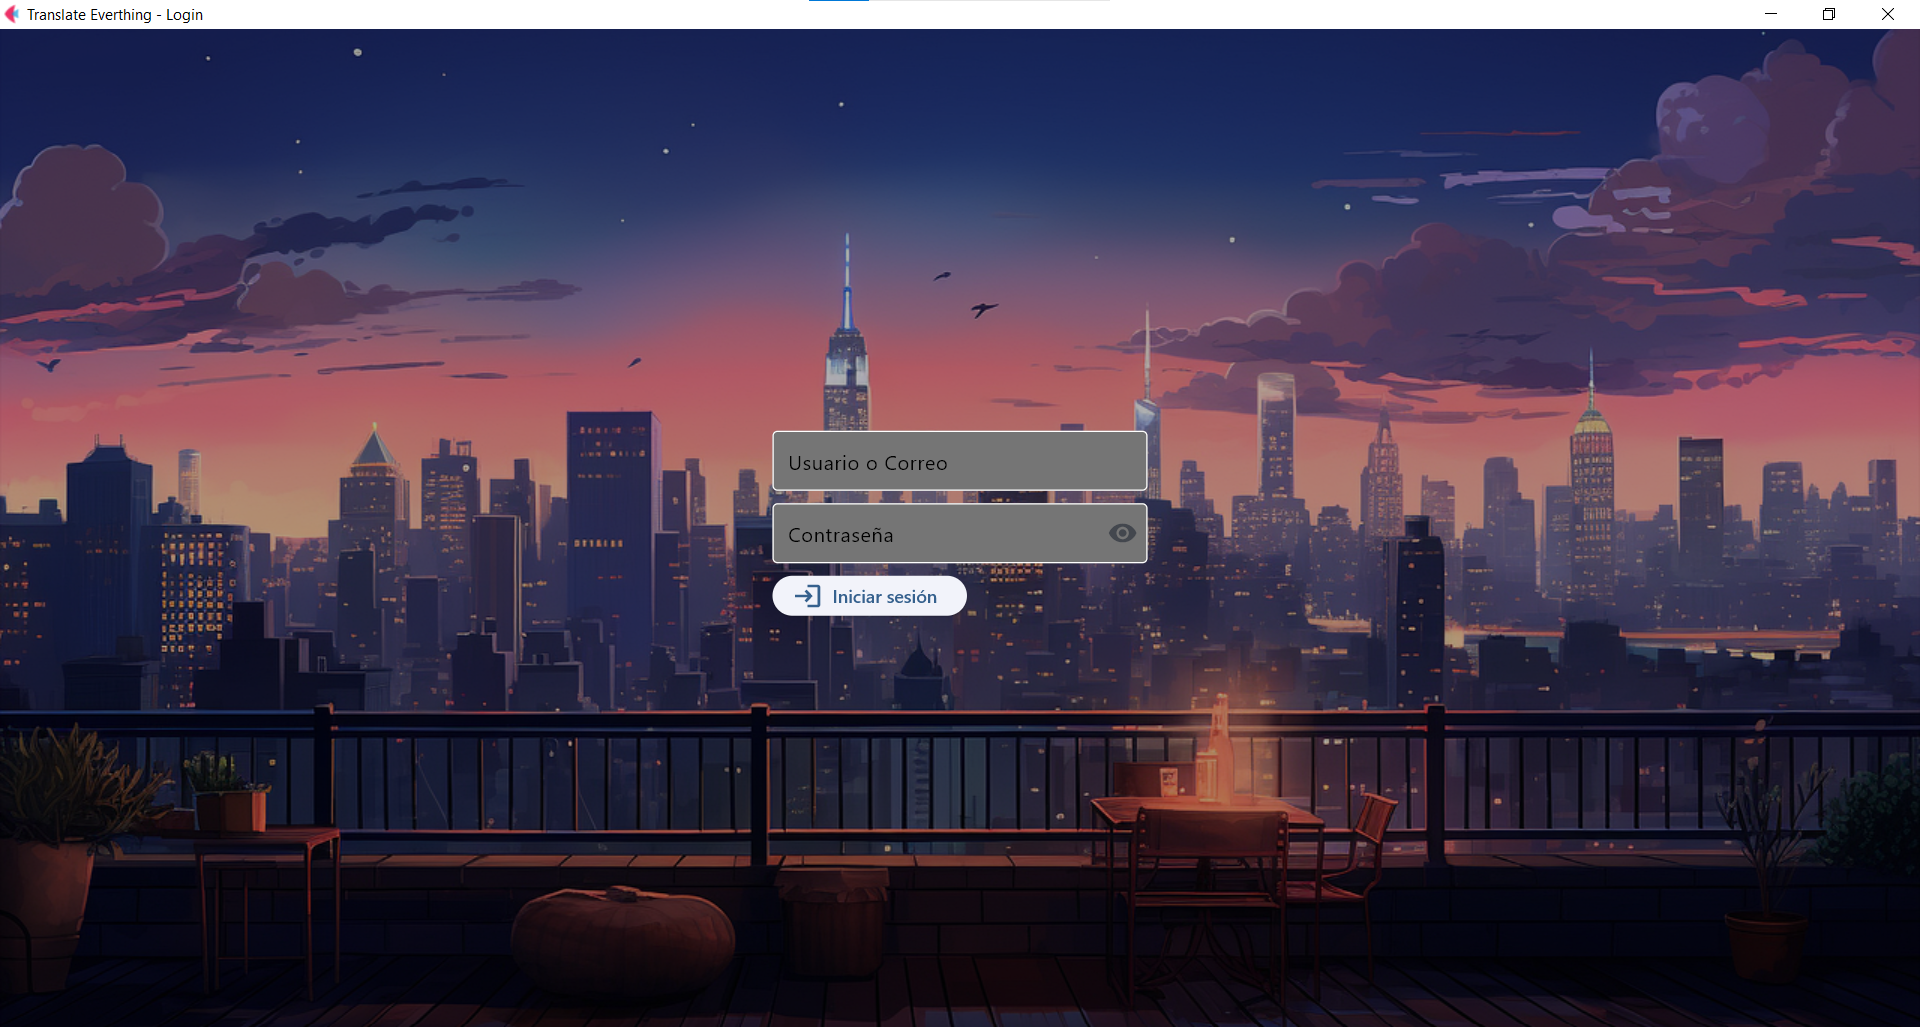 Translate Everthing - Login
Usuario o Correo
Contraseña
Iniciar sesión